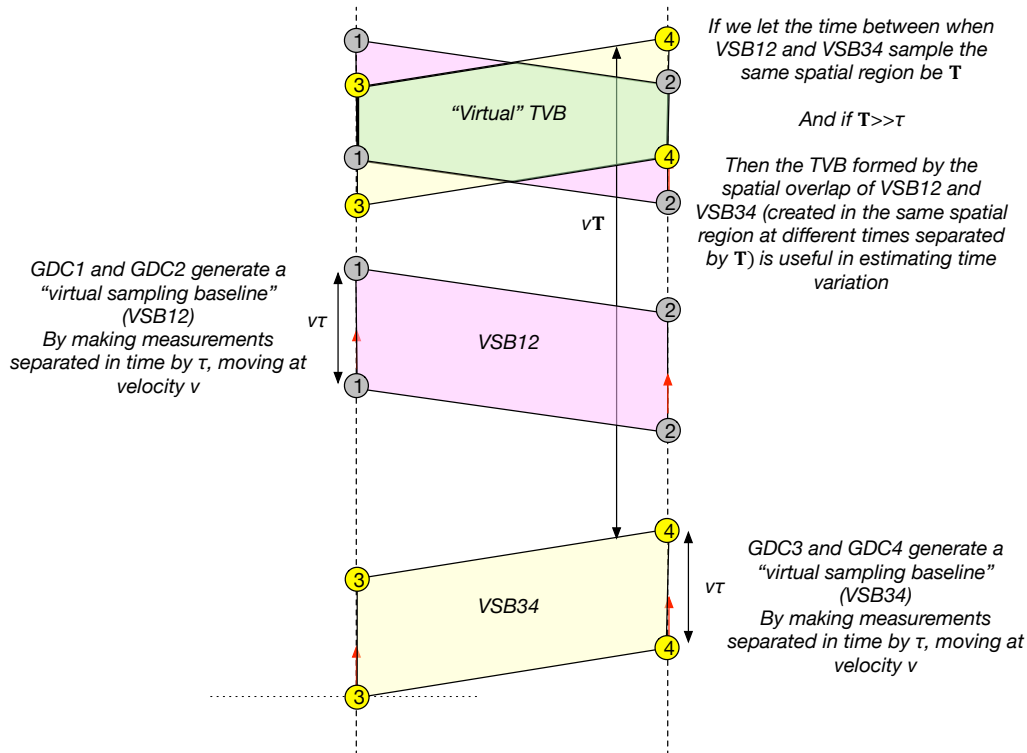 If we let the time between when
VSB12 and VSB34 sample the
same spatial region be T
And if T>>τ
Then the TVB formed by the
spatial overlap of VSB12 and
VSB34 (created in the same spatial
region at different times separated
by T) is useful in estimating time
variation
1
4
3
2
“Virtual” TVB
1
4
3
2
vT
GDC1 and GDC2 generate a
“virtual sampling baseline”
(VSB12)
By making measurements
separated in time by τ, moving at
velocity v
vτ
1
2
VSB12
1
2
4
3
VSB34
4
3
vτ
GDC3 and GDC4 generate a
“virtual sampling baseline”
(VSB34)
By making measurements
separated in time by τ, moving at
velocity v